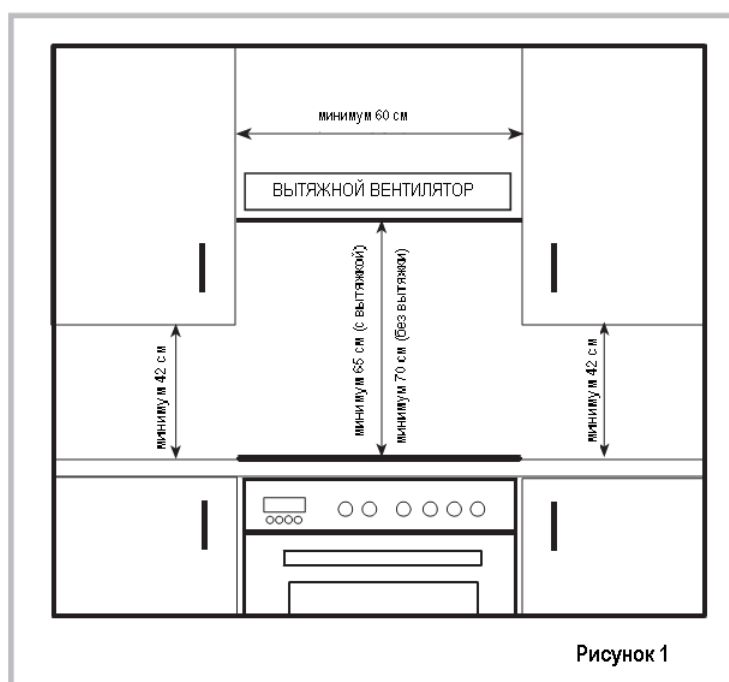 минимум 60 см
ВЫТЯЖНОЙ ВЕНТИЛЯТОР
минимум 65 см (с вытяжкой)
минимум 70 см (без вытяжки)
минимум 42 см
минимум 42 см
Рисунок 1